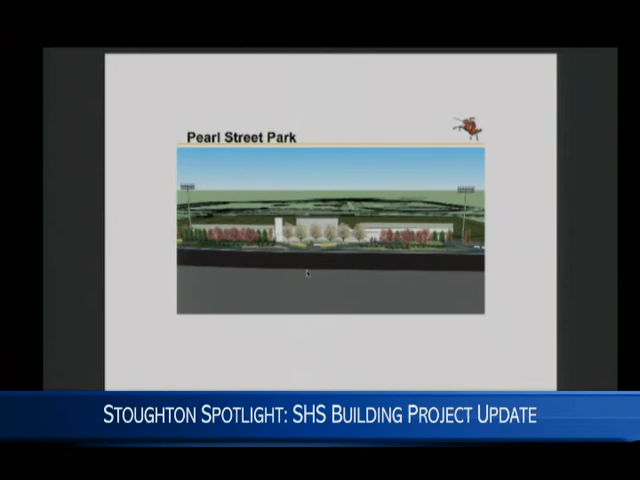 Pearl Street Park
STOUGHTON SPOTLIGHT: SHS BUILDING PROJECT UPDATE